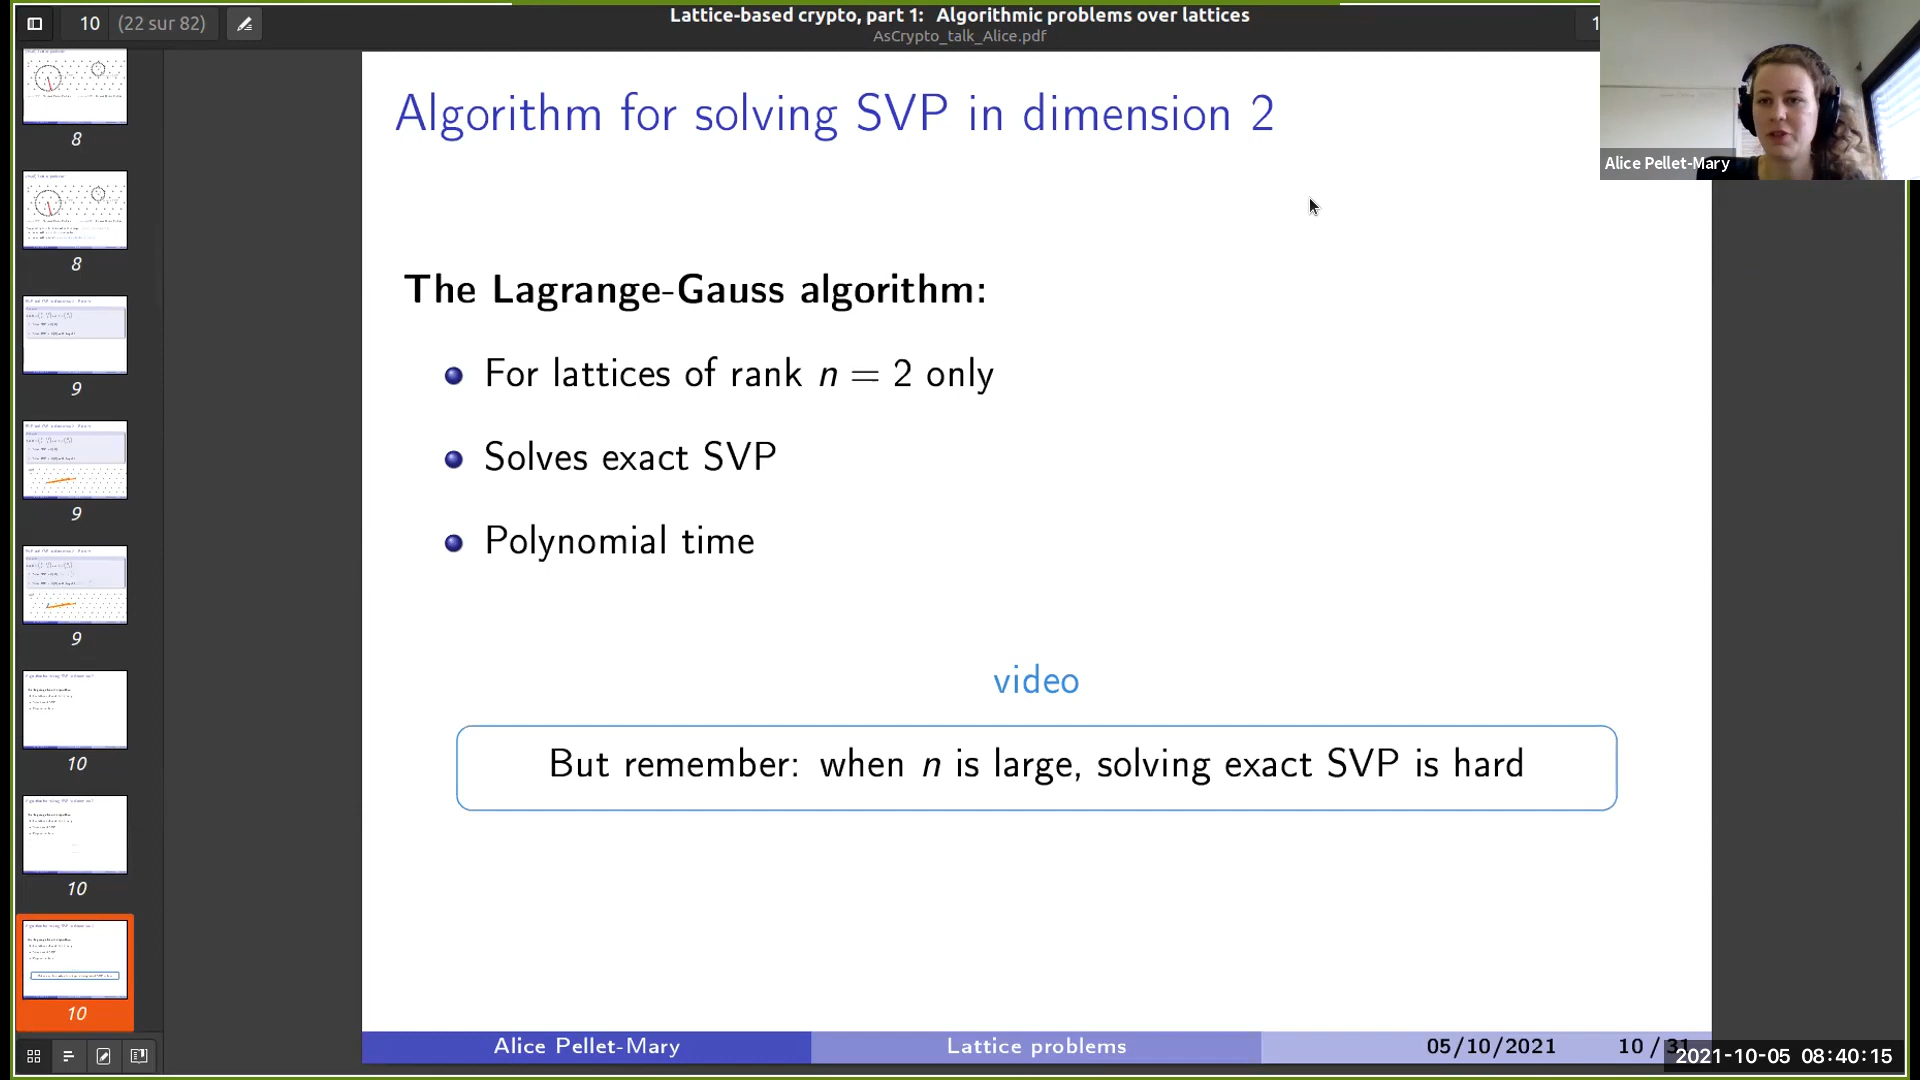 10 (22 sur 82)
Lattice-based crypto, part 1: Algorithmic problems over lattices
AsCrypto_talk_Alice.pdf
Alice Pellet-Mary
8
8
9
9
9
10
10
10
Algorithm for solving SVP in dimension 2
The Lagrange-Gauss algorithm:
For lattices of rank n = 2 only
Solves exact SVP
Polynomial time
video
But remember: when n is large, solving exact SVP is hard
Alice Pellet-Mary
Lattice problems
05/10/2021
10 / 31
2021-10-05 08:40:15